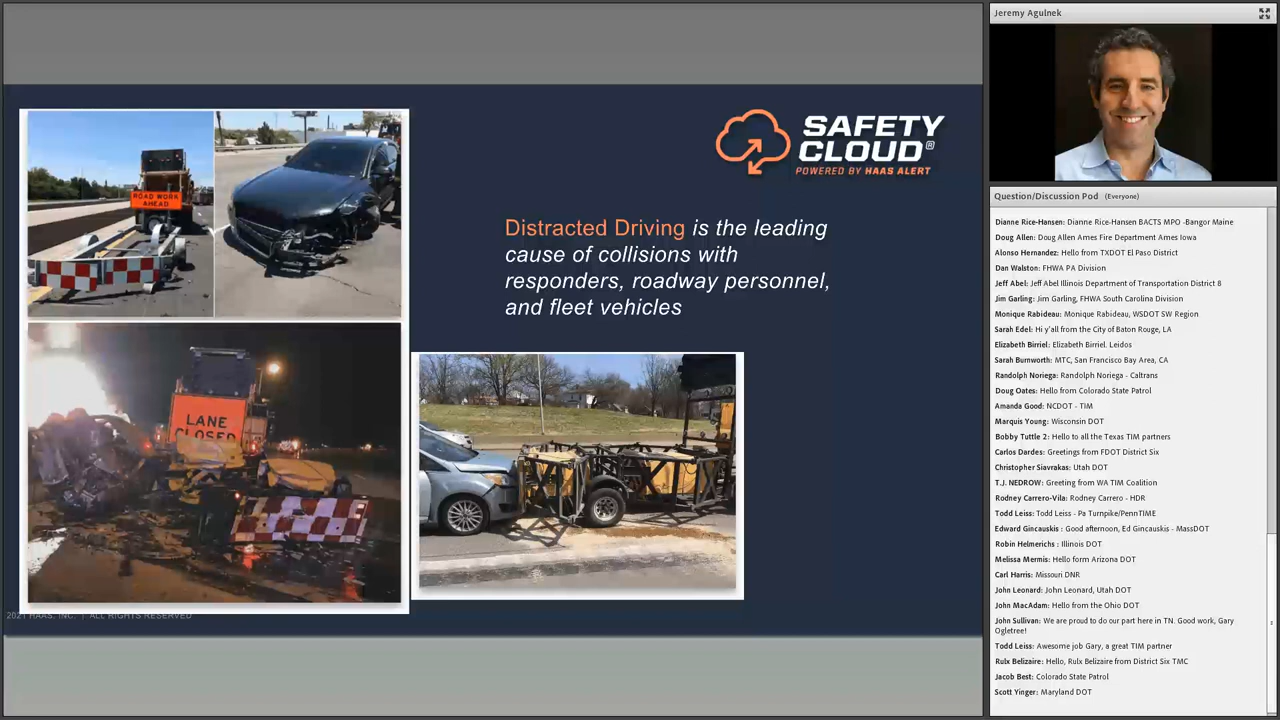 ROAD WORK
AHEAD
LANE
CLOSED
SAFETY
CLOUD®
POWERED BY HAAS ALERT
Distracted Driving is the leading
cause of collisions with
responders, roadway personnel,
and fleet vehicles
2021 HAAS, INC. | ALL RIGHTS RESERVED
Jeremy Agulnek
Question/Discussion Pod (Everyone)
Dianne Rice-Hansen: Dianne Rice-Hansen BACTS MPO -Bangor Maine
Doug Allen: Doug Allen Ames Fire Department Ames Iowa
Alonso Hernandez: Hello from TXDOT El Paso District
Dan Walston: FHWA PA Division
Jeff Abel: Jeff Abel Illinois Department of Transportation District 8
Jim Garling: Jim Garling, FHWA South Carolina Division
Monique Rabideau: Monique Rabideau, WSDOT SW Region
Sarah Edel: Hi y'all from the City of Baton Rouge, LA
Elizabeth Birriel: Elizabeth Birriel. Leidos
Sarah Burnworth: MTC, San Francisco Bay Area, CA
Randolph Noriega: Randolph Noriega - Caltrans
Doug Oates: Hello from Colorado State Patrol
Amanda Good: NCDOT - TIM
Marquis Young: Wisconsin DOT
Bobby Tuttle 2: Hello to all the Texas TIM partners
Carlos Dardes: Greetings from FDOT District Six
Christopher Siavrakas: Utah DOT
T.J. NEDROW: Greeting from WA TIM Coalition
Rodney Carrero-Vila: Rodney Carrero - HDR
Todd Leiss: Todd Leiss - Pa Turnpike/PennTIME
Edward Gincauskis : Good afternoon, Ed Gincauskis - MassDOT
Robin Helmerichs : Illinois DOT
Melissa Mermis: Hello form Arizona DOT
Carl Harris: Missouri DNR
John Leonard: John Leonard, Utah DOT
John MacAdam: Hello from the Ohio DOT
John Sullivan: We are proud to do our part here in TN. Good work, Gary
Ogletree!
Todd Leiss: Awesome job Gary, a great TIM partner
Rulx Belizaire: Hello, Rulx Belizaire from District Six TMC
Jacob Best: Colorado State Patrol
Scott Yinger: Maryland DOT